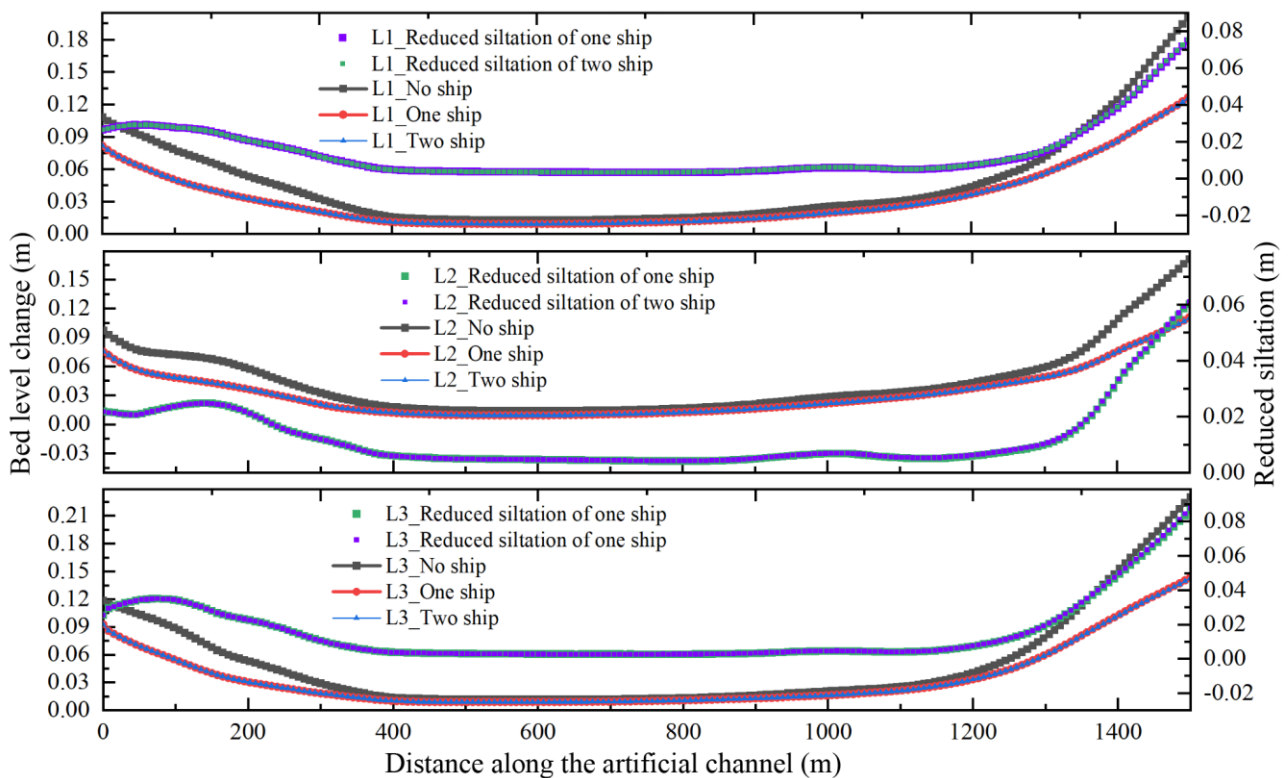 0.18
0.15
0.12
0.09
0.06
0.03
0.00
L1_Reduced siltation of one ship
L1_Reduced siltation of two ship
L1_No ship
L1_One ship
L1_Two ship
0.08
0.06
0.04
0.02
0.00
-0.02
Bed level change (m)
0.15
0.12
0.09
0.06
0.03
0.00
-0.03
L2_Reduced siltation of one ship
L2_Reduced siltation of two ship
L2_No ship
L2_One ship
L2_Two ship
0.06
0.04
0.02
0.00
Reduced siltation (m)
0.21
0.18
0.15
0.12
0.09
0.06
0.03
0.00
L3_Reduced siltation of one ship
L3_Reduced siltation of one ship
L3_No ship
L3_One ship
L3_Two ship
0.08
0.06
0.04
0.02
0.00
-0.02
0 200 400 600 800 1000 1200 1400
Distance along the artificial channel (m)